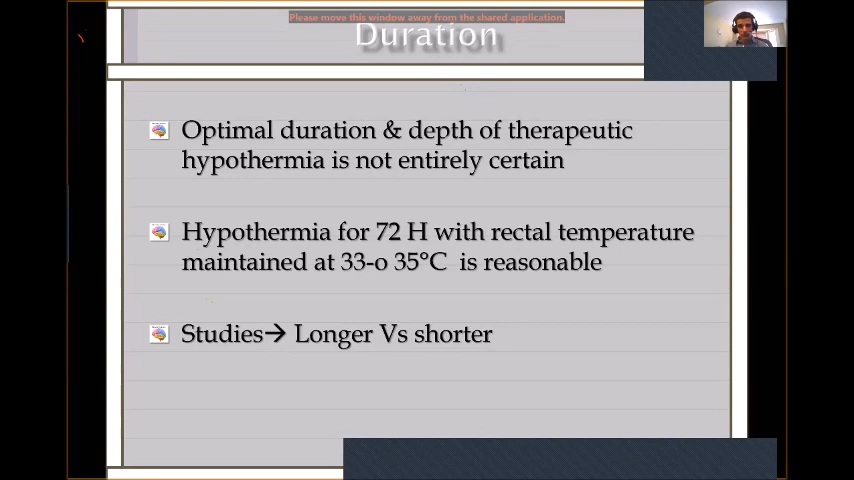 Please move this window away from the shared application.
Duration
Optimal duration & depth of therapeutic
hypothermia is not entirely certain
Hypothermia for 72 H with rectal temperature
maintained at 33-o 35°C is reasonable
Studies→ Longer Vs shorter